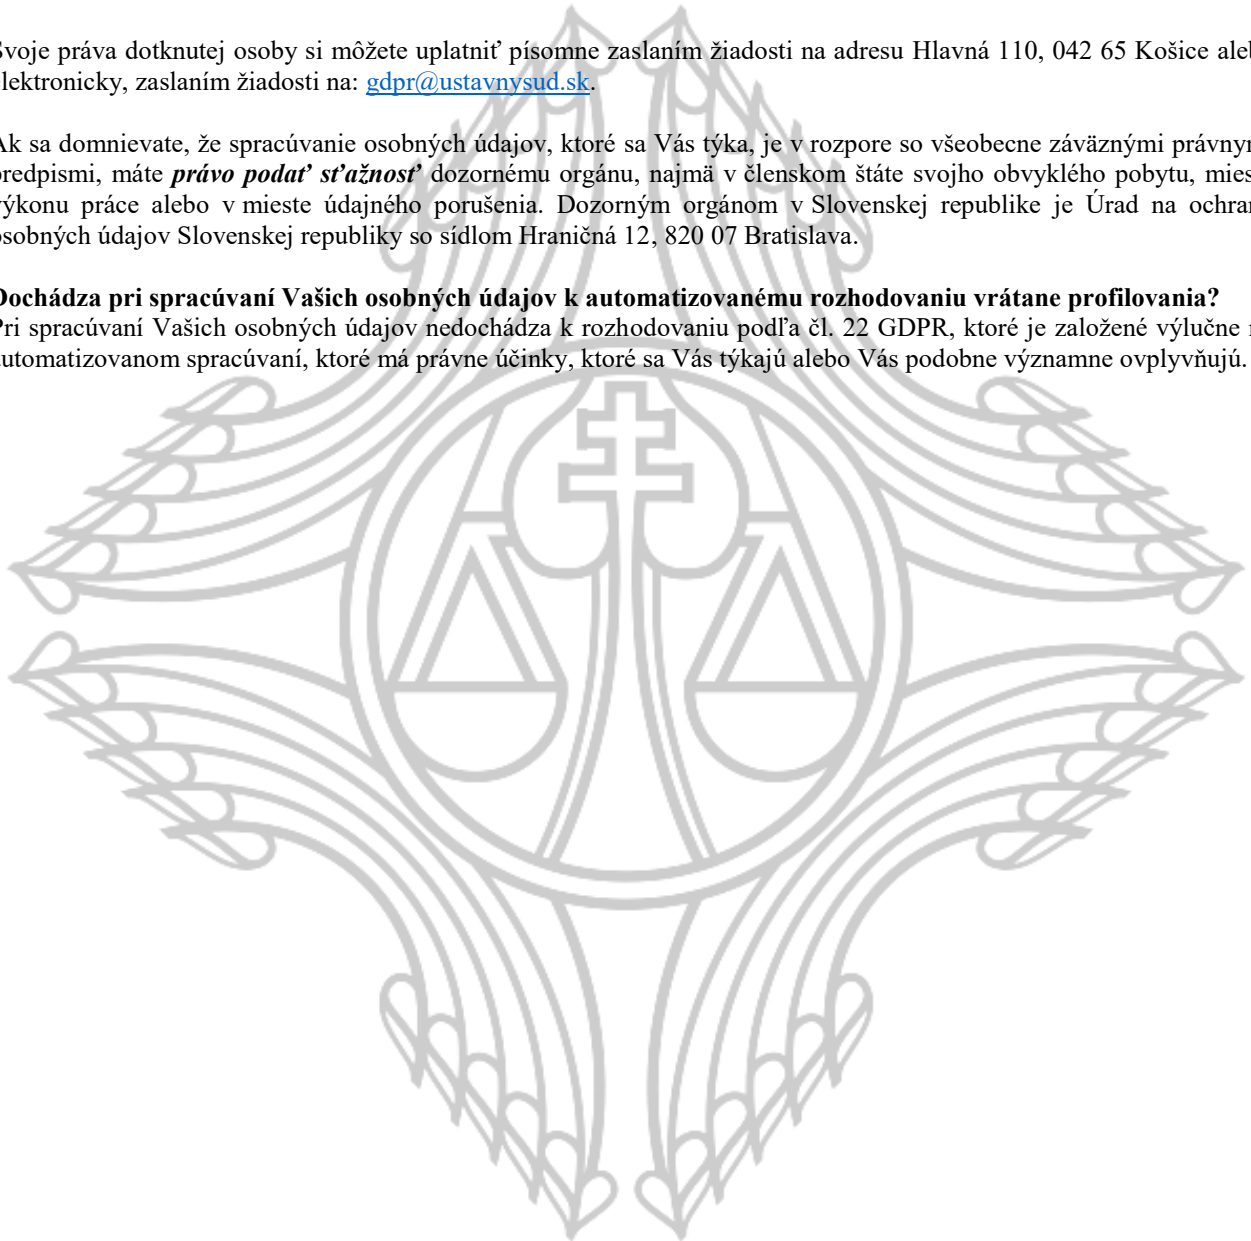 Svoje práva dotknutej osoby si môžete uplatniť písomne zaslaním žiadosti na adresu Hlavná 110, 042 65 Košice aleb
elektronicky, zaslaním žiadosti na: gdpr@ustavnysud.sk.
Ak sa domnievate, že spracúvanie osobných údajov, ktoré sa Vás týka, je v rozpore so všeobecne záväznými právnym
predpismi, máte právo podať sťažnosť dozornému orgánu, najmä v členskom štáte svojho obvyklého pobytu, mies
výkonu práce alebo v mieste údajného porušenia. Dozorným orgánom v Slovenskej republike je Úrad na ochran
osobných údajov Slovenskej republiky so sídlom Hraničná 12, 820 07 Bratislava.
Dochádza pri spracúvaní Vašich osobných údajov k automatizovanému rozhodovaniu vrátane profilovania?
Pri spracúvaní Vašich osobných údajov nedochádza k rozhodovaniu podľa čl. 22 GDPR, ktoré je založené výlučne n
automatizovanom spracúvaní, ktoré má právne účinky, ktoré sa Vás týkajú alebo Vás podobne významne ovplyvňujú.